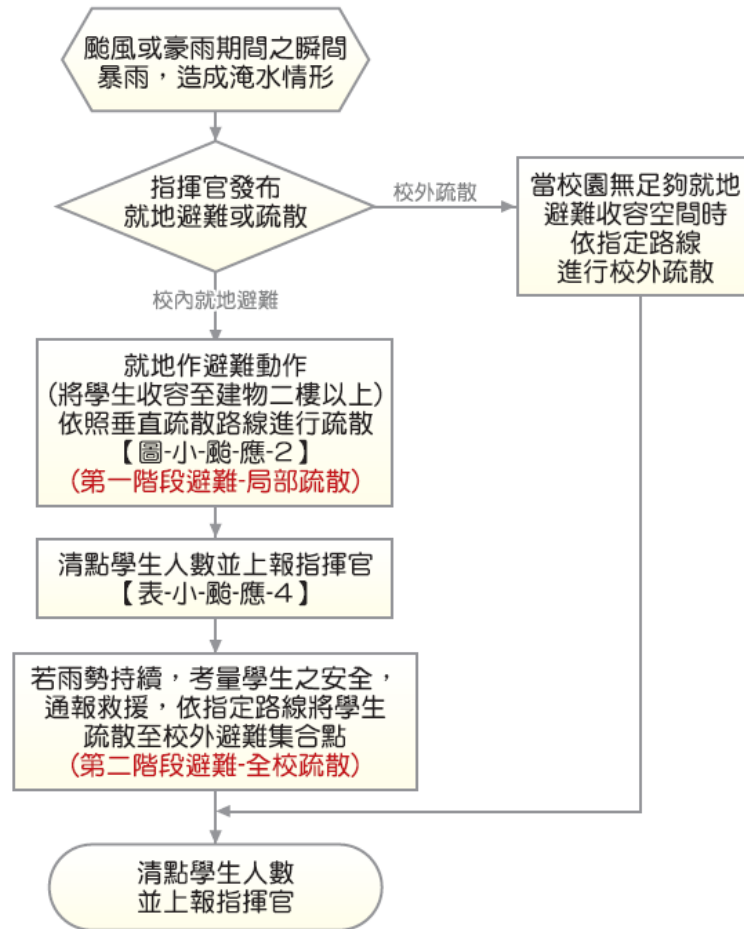 颱風或豪雨期間之瞬間
暴雨，造成淹水情形
指揮官發布
就地避難或疏散
校外疏散
當校園無足夠就地
避難收容空間時
依指定路線
進行校外疏散
校內就地避難
就地作避難動作
(將學生收容至建物二樓以上)
依照垂直疏散路線進行疏散
【圖-小-颱-應-2】
(第一階段避難-局部疏散)
清點學生人數並上報指揮官
【表-小-颱-應-4】
若雨勢持續，考量學生之安全，
通報救援，依指定路線將學生
疏散至校外避難集合點
(第二階段避難-全校疏散)
清點學生人數
並上報指揮官